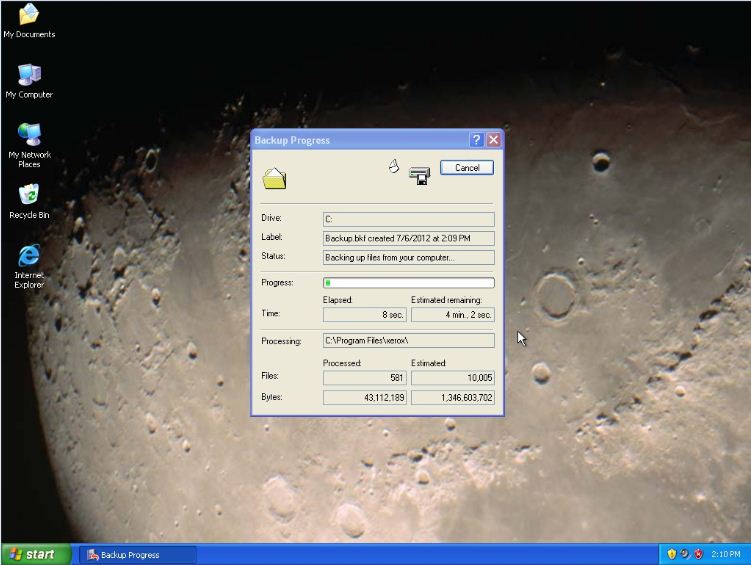 My Documents
My Computer
My Network
Places
Recycle Bin
Internet
Explorer
Backup Progress
Cancel
Drive:
C:
Label:
Backup.bkf created 7/6/2012 at 2:09 PM
Status:
Backing up files from your computer...
Progress:
Elapsed:
Estimated remaining:
Time:
8 sec.
4 min., 2 sec.
Processing:
C:\Program Files\xerox\
Processed:
Estimated:
Files:
591
10,005
Bytes:
43,112,189
1,346,603,702
start
Backup Progress
2:10 PM